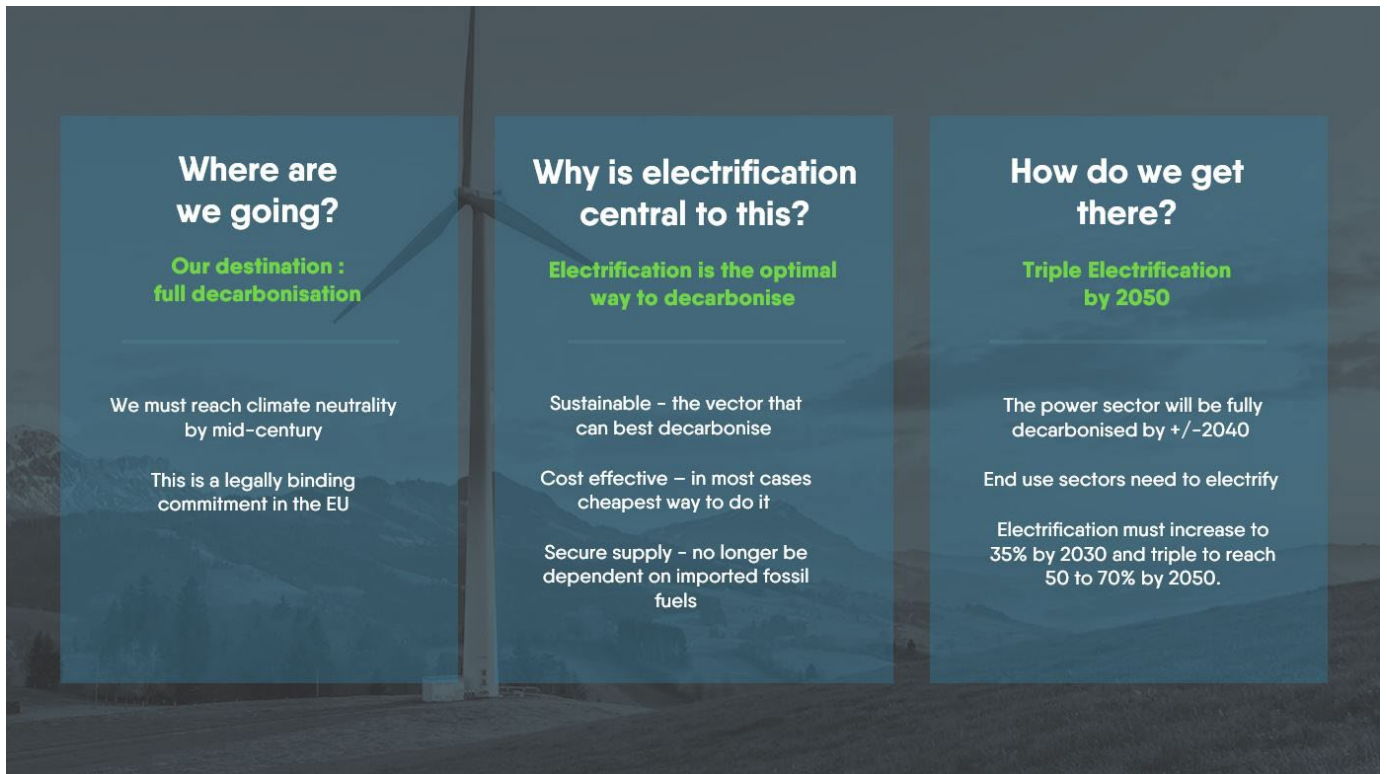 Where are
we going?
Our destination :
full decarbonisation
We must reach climate neutrality
by mid-century
This is a legally binding
commitment in the EU
Why is electrification
central to this?
Electrification is the optimal
way to decarbonise
Sustainable - the vector that
can best decarbonise
Cost effective – in most cases
cheapest way to do it
Secure supply - no longer be
dependent on imported fossil
fuels
How do we get
there?
Triple Electrification
by 2050
The power sector will be fully
decarbonised by +/-2040
End use sectors need to electrify
Electrification must increase to
35% by 2030 and triple to reach
50 to 70% by 2050.